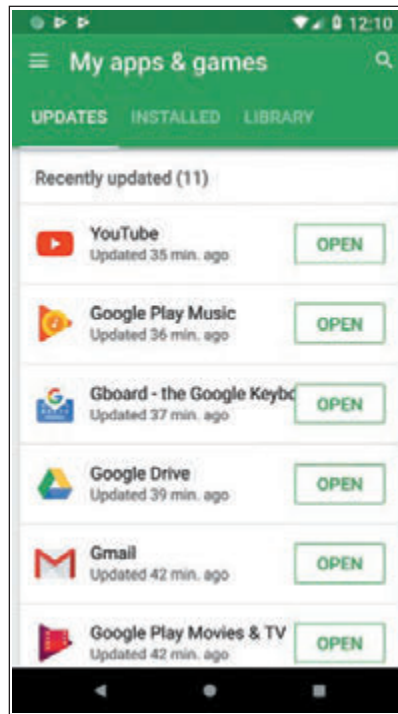 12:10
My apps & games
UPDATES INSTALLED LIBRARY
Recently updated (11)
YouTube
Updated 35 min. ago
OPEN
Google Play Music
Updated 36 min. ago
OPEN
Gboard - the Google Keybo
Updated 37 min. ago
OPEN
Google Drive
Updated 39 min. ago
OPEN
Gmail
Updated 42 min. ago
OPEN
Google Play Movies & TV
Updated 42 min. ago
OPEN